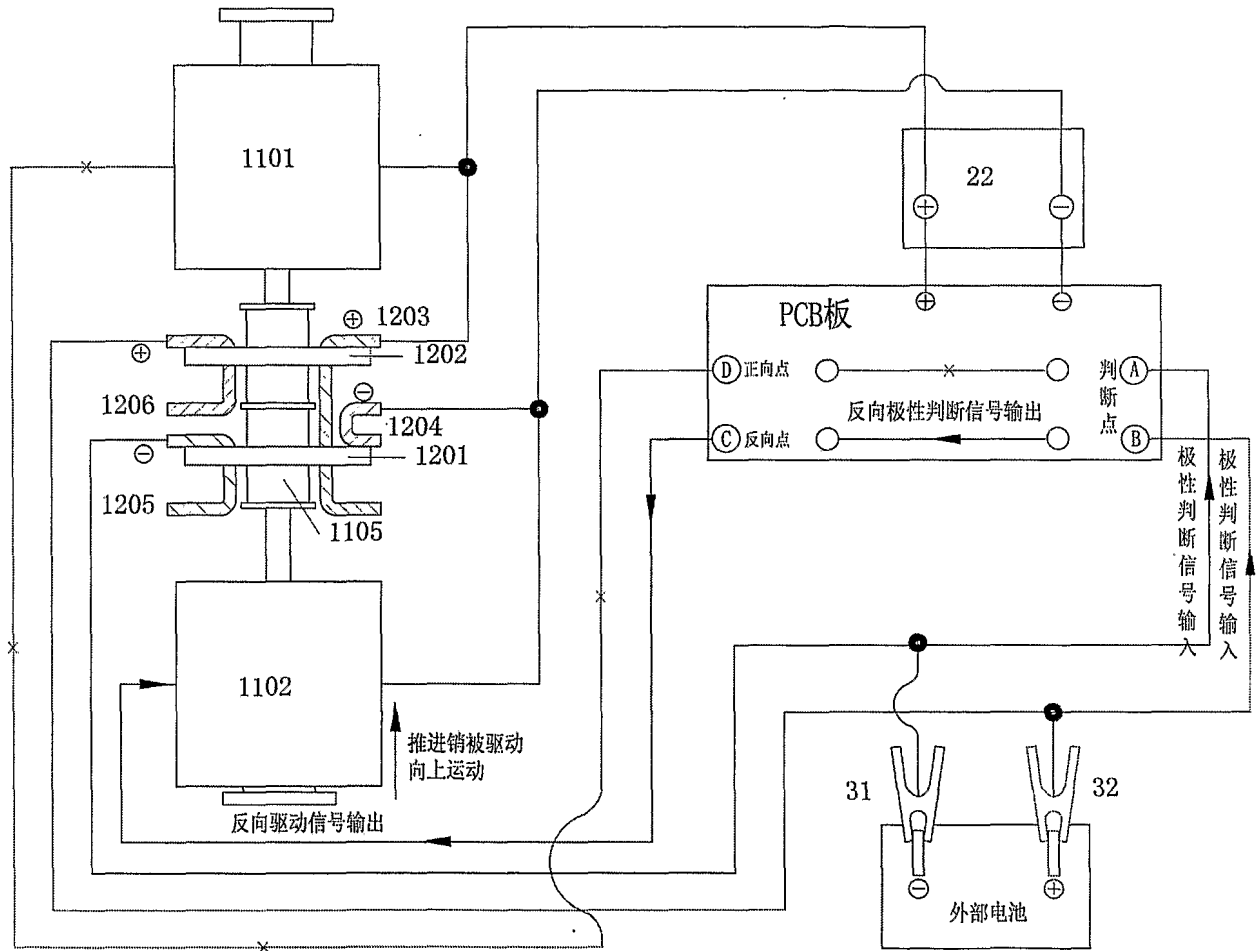 1101
22
⊕
⊖
⊕
1203
1202
⊕
⊖
PCB板
⊕
⊖
D
正向点
判断点
A
1206
⊖
1204
反向极性判断信号输出
C
反向点
B
⊖
1201
1205
1105
极性判断信号输入
极性判断信号输入
1102
推进销被驱动
向上运动
反向驱动信号输出
31
32
⊖
⊕
外部电池